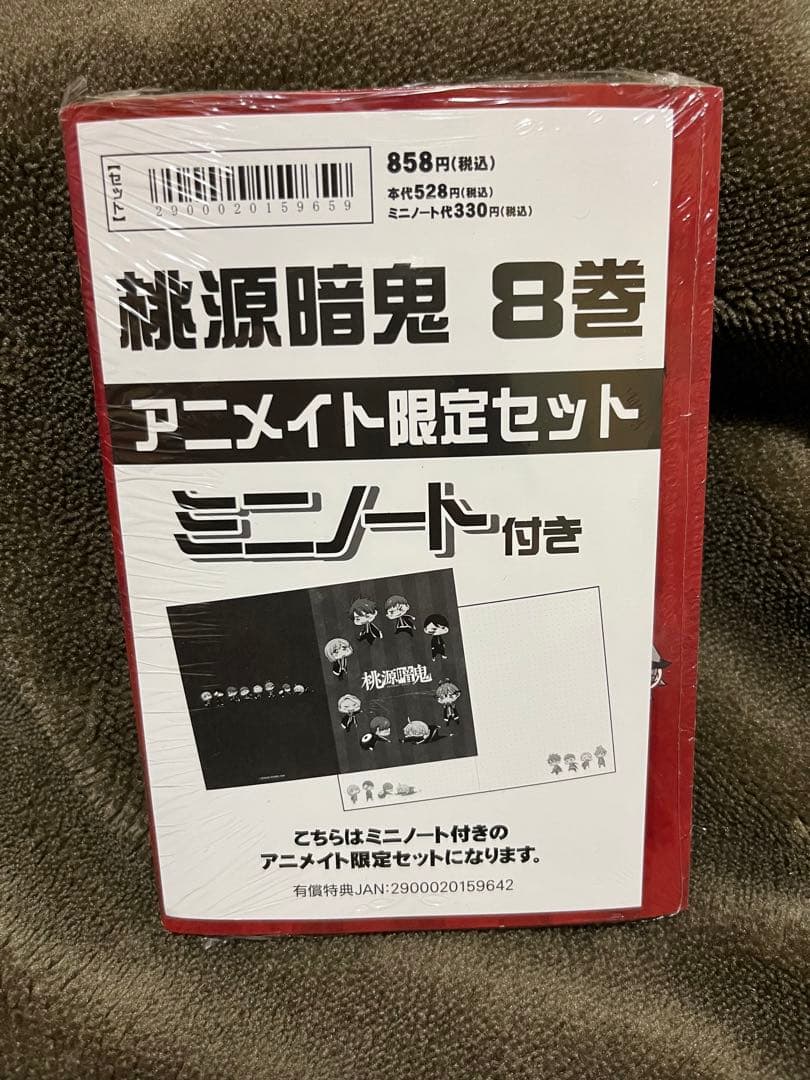 【セット】
2900020159659
858円(税込)
本代528円(税込)
ミニノート代330円(税込)
桃源暗鬼 8巻
アニメイト限定セット
ミニノート付き
桃源暗鬼
こちらはミニノート付きの
アニメイト限定セットになります。
有償特典JAN:2900020159642